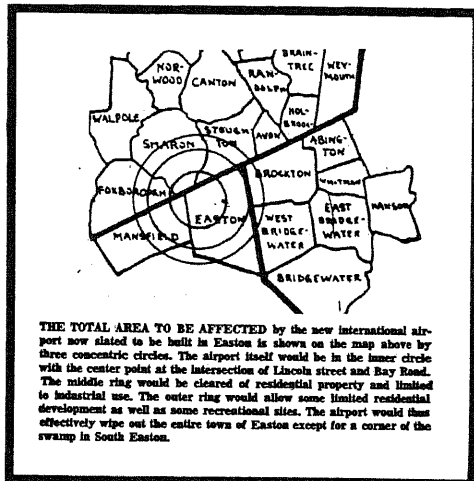 BRAIN-
TREE
WEY-
MOUTH
NOR-
WOOD
CANTON
RAN-
DOLPH
HOL-
BROOK
WALPOLE
STOUGH
TON
AVON
ABING-
TON
SHARON
BROCKTON
WHITMAN
FOXBOROUGH
EASTON
HANSON
MANSFIELD
WEST
BRIDGE-
WATER
EAST
BRIDGE-
WATER
BRIDGEWATER
THE TOTAL AREA TO BE AFFECTED by the new international air-
port now slated to be built in Easton is shown on the map above by
three concentric circles. The airport itself would be in the inner circle
with the center point at the intersection of Lincoln street and Bay Road.
The middle ring would be cleared of residential property and limited
to industrial use. The outer ring would allow some limited residential
development as well as some recreational sites. The airport would thus
effectively wipe out the entire town of Easton except for a corner of the
swamp in South Easton.